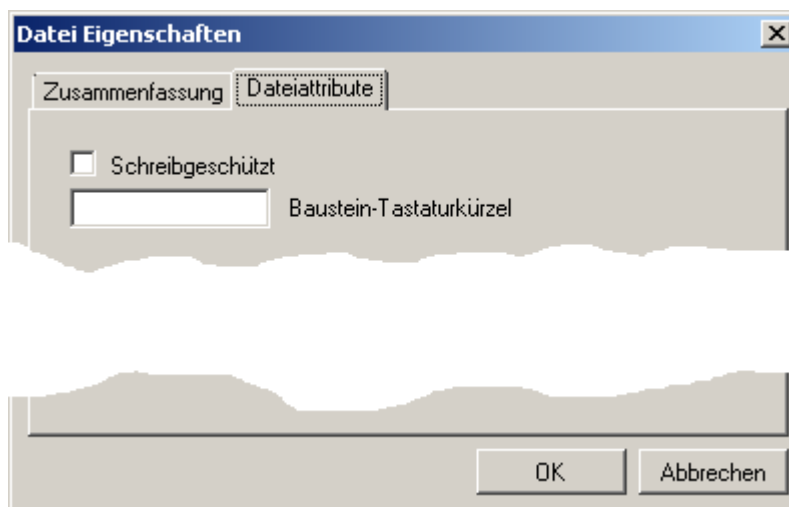 Datei Eigenschaften
Zusammenfassung Dateiattribute
Schreibgeschützt
Baustein-Tastaturkürzel
OK Abbrechen